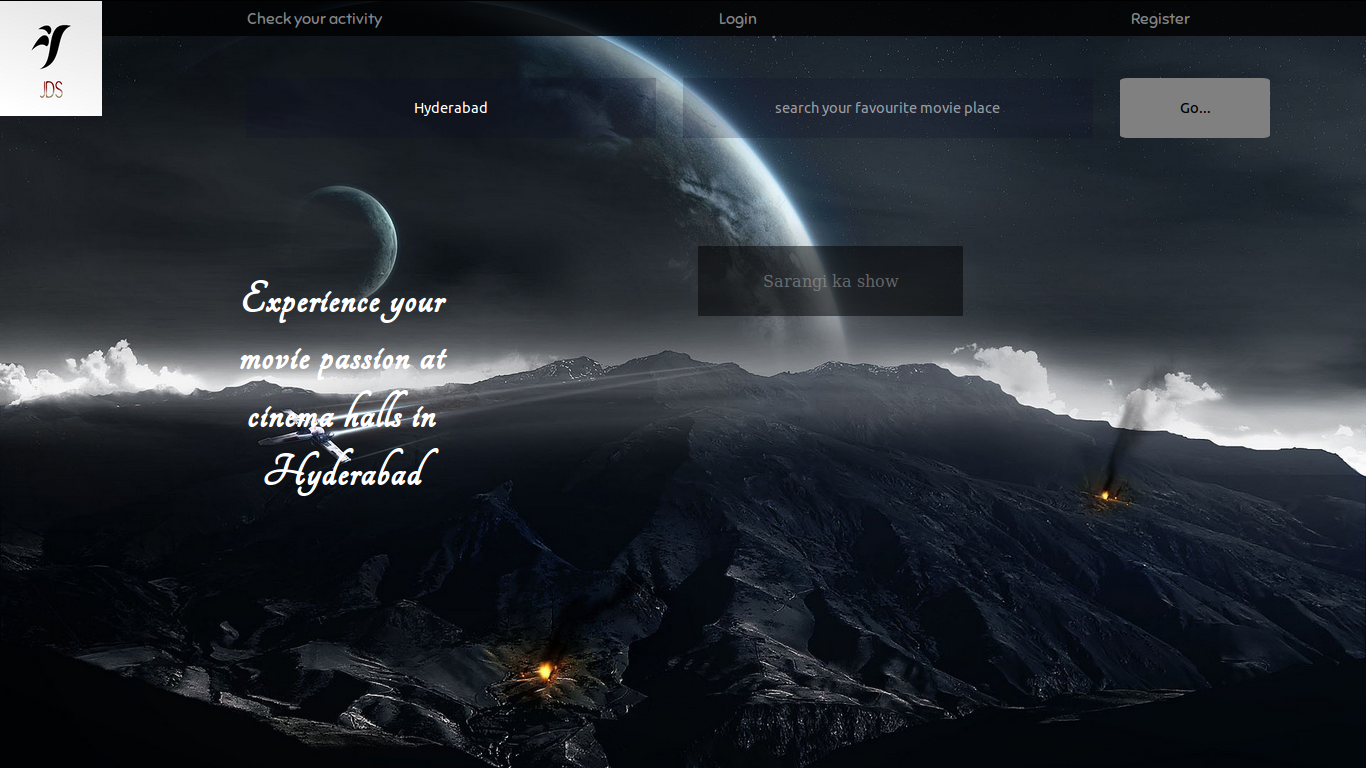 Check your activity
Login
Register
JDS
Hyderabad
search your favourite movie place
Go...
Sarangi ka show
Experience your
movie passion at
cinema halls in
Hyderabad